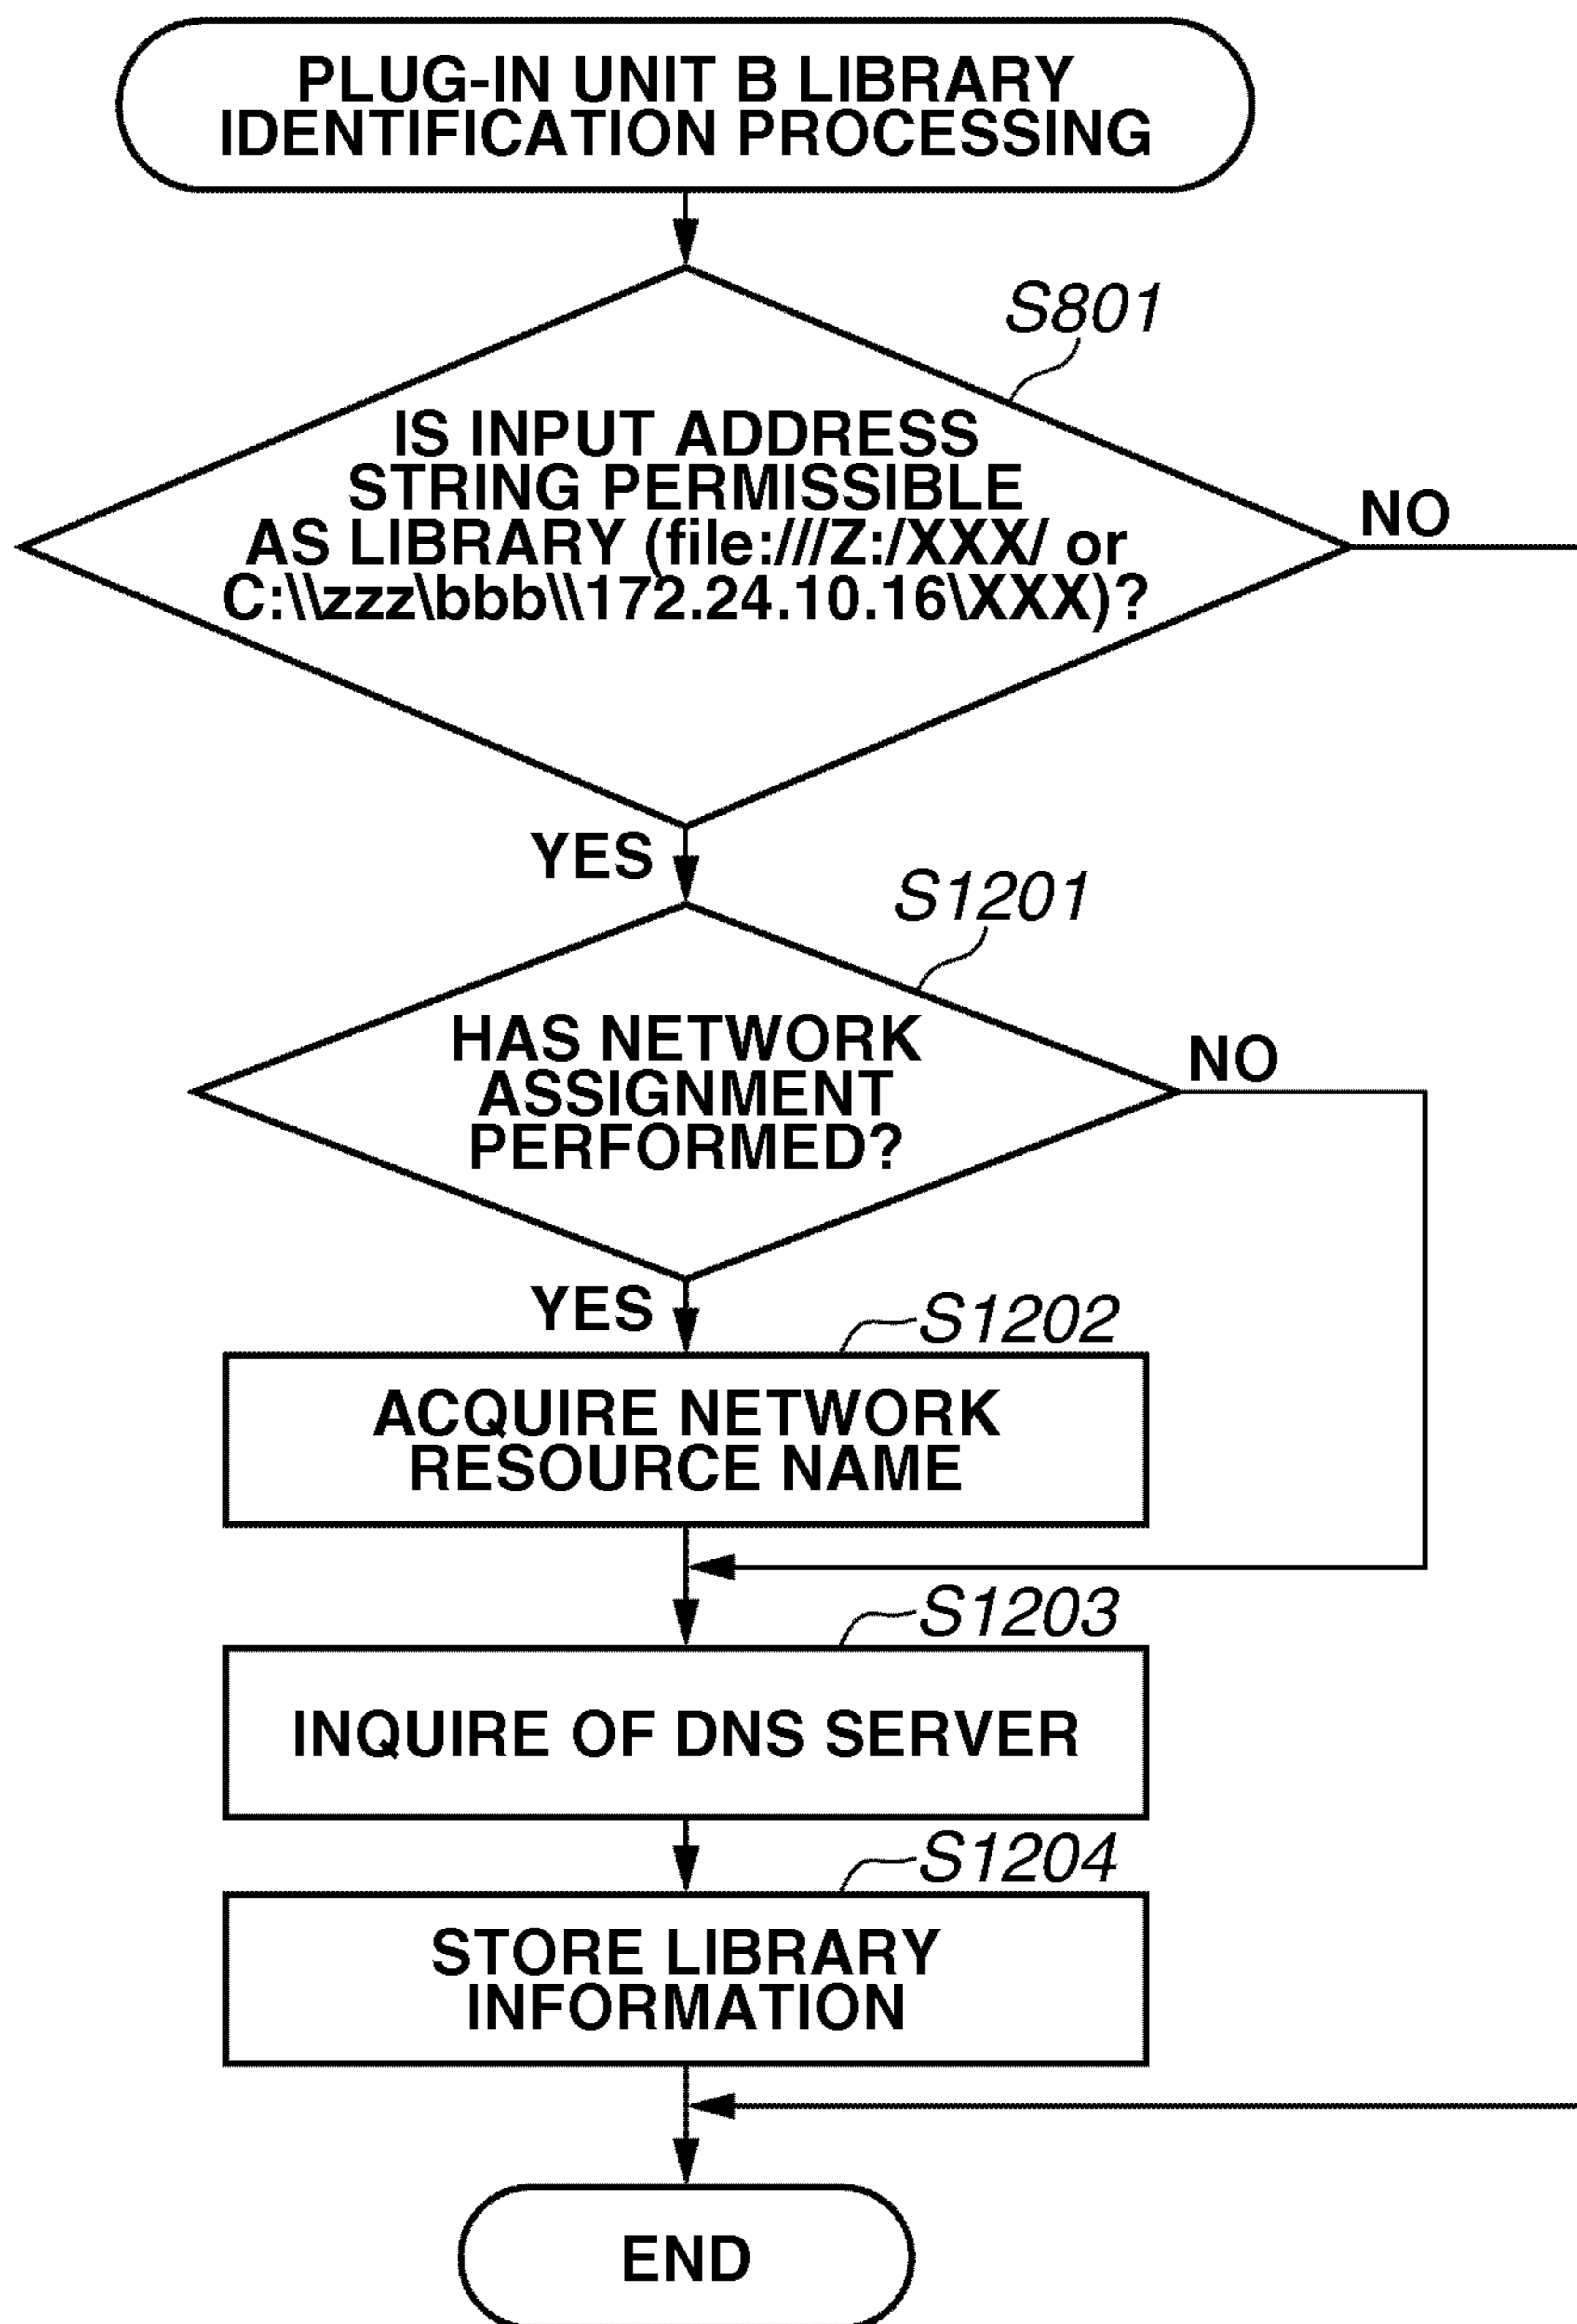 PLUG-IN UNIT B LIBRARY
IDENTIFICATION PROCESSING
S801
IS INPUT ADDRESS
STRING PERMISSIBLE
AS LIBRARY (file:///Z:/XXX/ or
C:\\zzz\bbb\\172.24.10.16\XXX)?
NO
YES
S1201
HAS NETWORK
ASSIGNMENT
PERFORMED?
NO
YES
S1202
ACQUIRE NETWORK
RESOURCE NAME
S1203
INQUIRE OF DNS SERVER
S1204
STORE LIBRARY
INFORMATION
END